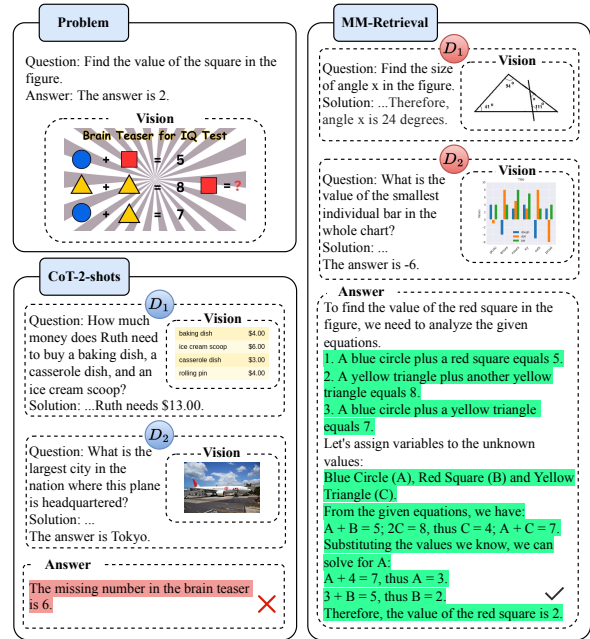 Problem
Question: Find the value of the square in the
figure.
Answer: The answer is 2.
Vision
Brain Teaser for IQ Test
+ = 5
+ = 8 = ?
+ = 7
CoT-2-shots
D1
Question: How much
money does Ruth need
to buy a baking dish, a
casserole dish, and an
ice cream scoop?
Solution: ...Ruth needs $13.00.
Vision
baking dish $4.00
ice cream scoop $6.00
casserole dish $3.00
rolling pin $4.00
D2
Question: What is the
largest city in the
nation where this plane
is headquartered?
Solution: ...
The answer is Tokyo.
Vision
Answer
The missing number in the brain teaser
is 6.
MM-Retrieval
D1
Question: Find the size
of angle x in the figure.
Solution: ...Therefore,
angle x is 24 degrees.
Vision
D2
Question: What is the
value of the smallest
individual bar in the
whole chart?
Solution: ...
The answer is -6.
Vision
Answer
To find the value of the red square in the
figure, we need to analyze the given
equations.
1. A blue circle plus a red square equals 5.
2. A yellow triangle plus another yellow
triangle equals 8.
3. A blue circle plus a yellow triangle
equals 7.
Let's assign variables to the unknown
values:
Blue Circle (A), Red Square (B) and Yellow
Triangle (C).
From the given equations, we have:
A + B = 5; 2C = 8, thus C = 4; A + C = 7.
Substituting the values we know, we can
solve for A:
A + 4 = 7, thus A = 3.
3 + B = 5, thus B = 2.
Therefore, the value of the red square is 2.